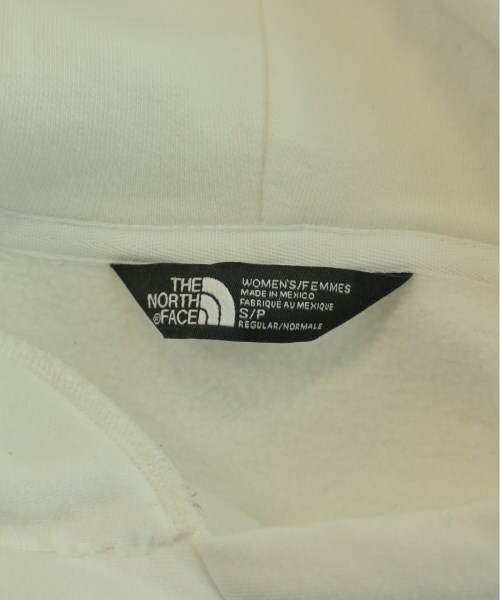 THE
NORTH
®FACE
WOMEN'S/FEMMES
MADE IN MEXICO
FABRIQUÉ AU MEXIQUE
S/P
REGULAR/NORMALE